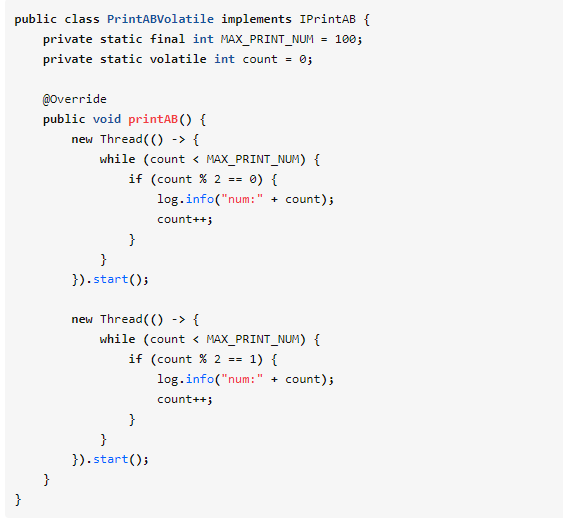 public class PrintABVolatile implements IPrintAB {
    private static final int MAX_PRINT_NUM = 100;
    private static volatile int count = 0;

    @Override
    public void printAB() {
        new Thread(() -> {
            while (count < MAX_PRINT_NUM) {
                if (count % 2 == 0) {
                    log.info("num:" + count);
                    count++;
                }
            }
        }).start();

        new Thread(() -> {
            while (count < MAX_PRINT_NUM) {
                if (count % 2 == 1) {
                    log.info("num:" + count);
                    count++;
                }
            }
        }).start();
    }
}